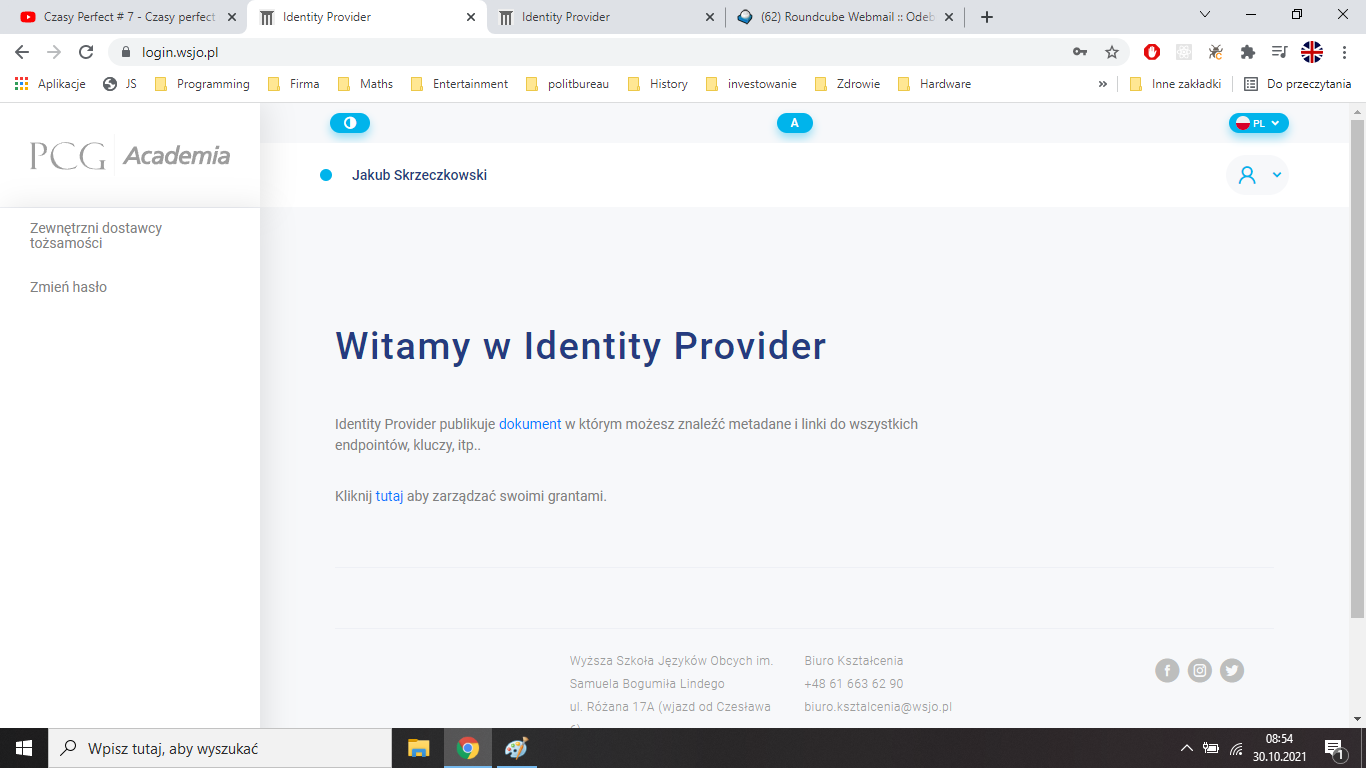 Czasy Perfect # 7 - Czasy perfect
Identity Provider
Identity Provider
(62) Roundcube Webmail :: Odeb
login.wsjo.pl
Aplikacje
JS
Programming
Firma
Maths
Entertainment
politbureau
History
investowanie
Zdrowie
Hardware
»
Inne zakładki
Do przeczytania
PCG Academia
A
PL
Jakub Skrzeczkowski
Zewnętrzni dostawcy
tożsamości
Zmień hasło
Witamy w Identity Provider
Identity Provider publikuje dokument w którym możesz znaleźć metadane i linki do wszystkich
endpointów, kluczy, itp..
Kliknij tutaj aby zarządzać swoimi grantami.
Wyższa Szkoła Języków Obcych im.
Samuela Bogumiła Lindego
ul. Różana 17A (wjazd od Czesława
Biuro Kształcenia
+48 61 663 62 90
biuro.ksztalcenia@wsjo.pl
Wpisz tutaj, aby wyszukać
08:54
30.10.2021
1